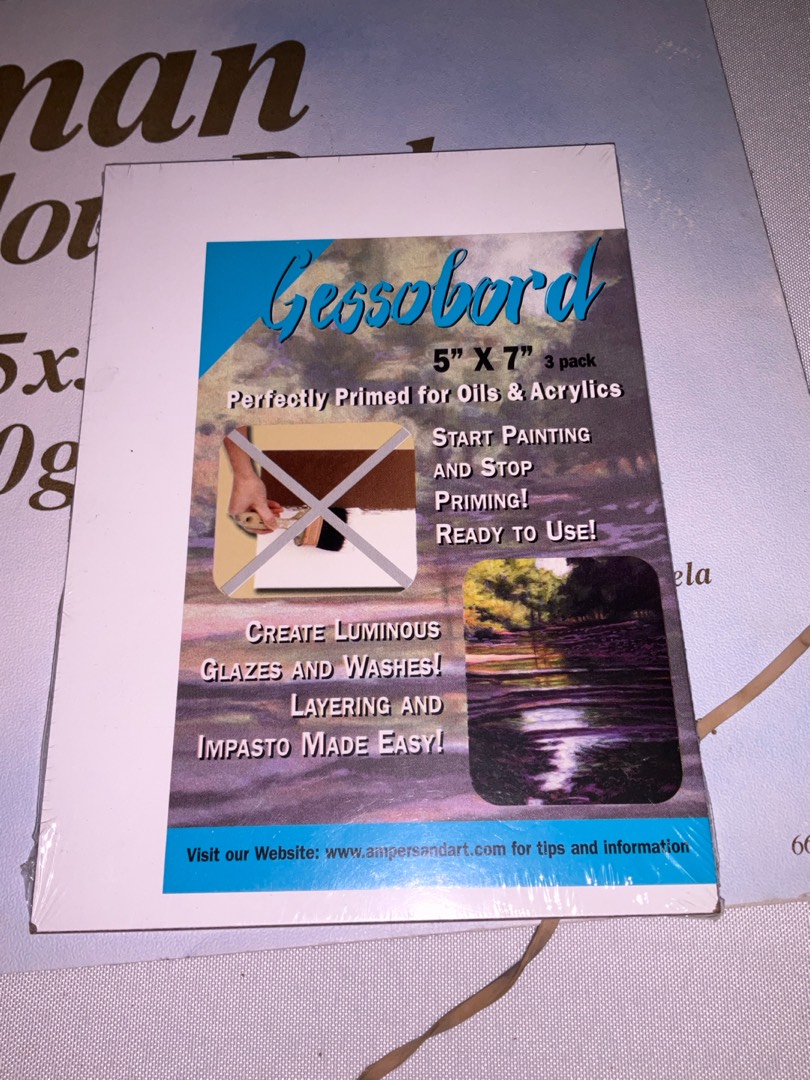 man
Gessobord
5" X 7" 3 pack
Perfectly Primed for Oils & Acrylics
START PAINTING
AND STOP
PRIMING!
READY TO USE!
CREATE LUMINOUS
GLAZES AND WASHES!
LAYERING AND
IMPASTO MADE EASY!
Visit our Website: www.ampersandart.com for tips and information
ela